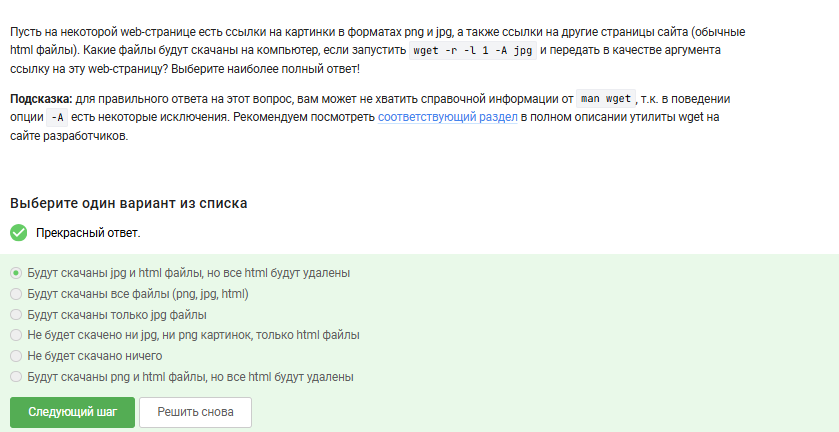 Пусть на некоторой web-странице есть ссылки на картинки в форматах png и jpg, а также ссылки на другие страницы сайта (обычные
html файлы). Какие файлы будут скачаны на компьютер, если запустить wget -r -l 1 -A jpg и передать в качестве аргумента
ссылку на эту web-страницу? Выберите наиболее полный ответ!
Подсказка: для правильного ответа на этот вопрос, вам может не хватить справочной информации от man wget, т.к. в поведении
опции -A есть некоторые исключения. Рекомендуем посмотреть соответствующий раздел в полном описании утилиты wget на
сайте разработчиков.
Выберите один вариант из списка
Прекрасный ответ.
Будут скачаны jpg и html файлы, но все html будут удалены
Будут скачаны все файлы (png, jpg, html)
Будут скачаны только jpg файлы
Не будет скачено ни jpg, ни png картинок, только html файлы
Не будет скачано ничего
Будут скачаны png и html файлы, но все html будут удалены
Следующий шаг
Решить снова